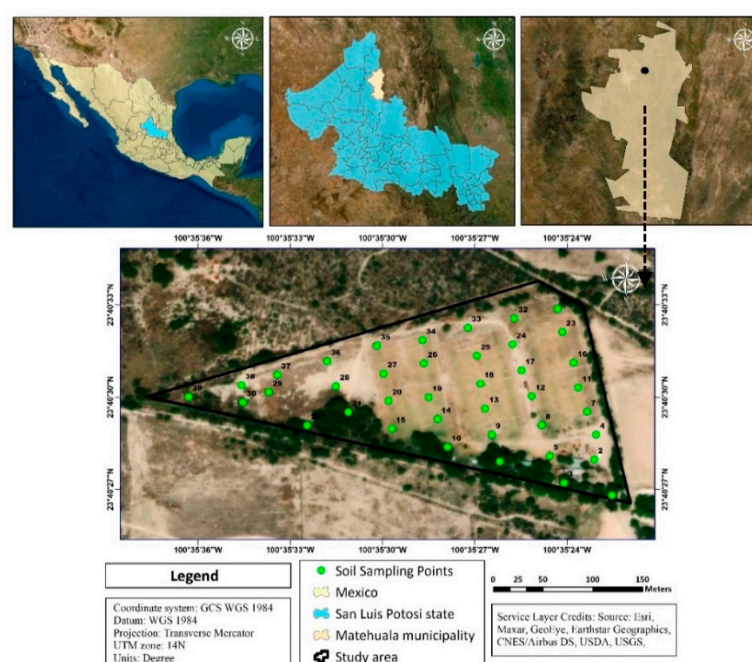 N
N
N
100°35'36"W 100°35'33"W 100°35'30"W 100°35'27"W 100°35'24"W
23°40'33"N
23°40'30"N
23°40'27"N
23°40'33"N
23°40'30"N
23°40'27"N
32
33
23
34
35
24
25
36
26
16
17
37
27
18
11
28
29
12
39
19
20
30
13
7
21
14
8
15
4
9
10
5
2
3
100°35'36"W 100°35'33"W 100°35'30"W 100°35'27"W 100°35'24"W
Legend
Coordinate system: GCS WGS 1984
Datum: WGS 1984
Projection: Transverse Mercator
UTM zone: 14N
Units: Degree
Soil Sampling Points
Mexico
San Luis Potosi state
Matehuala municipality
Study area
0 25 50 100 150
Meters
Service Layer Credits: Source: Esri,
Maxar, GeoEye, Earthstar Geographics,
CNES/Airbus DS, USDA, USGS,